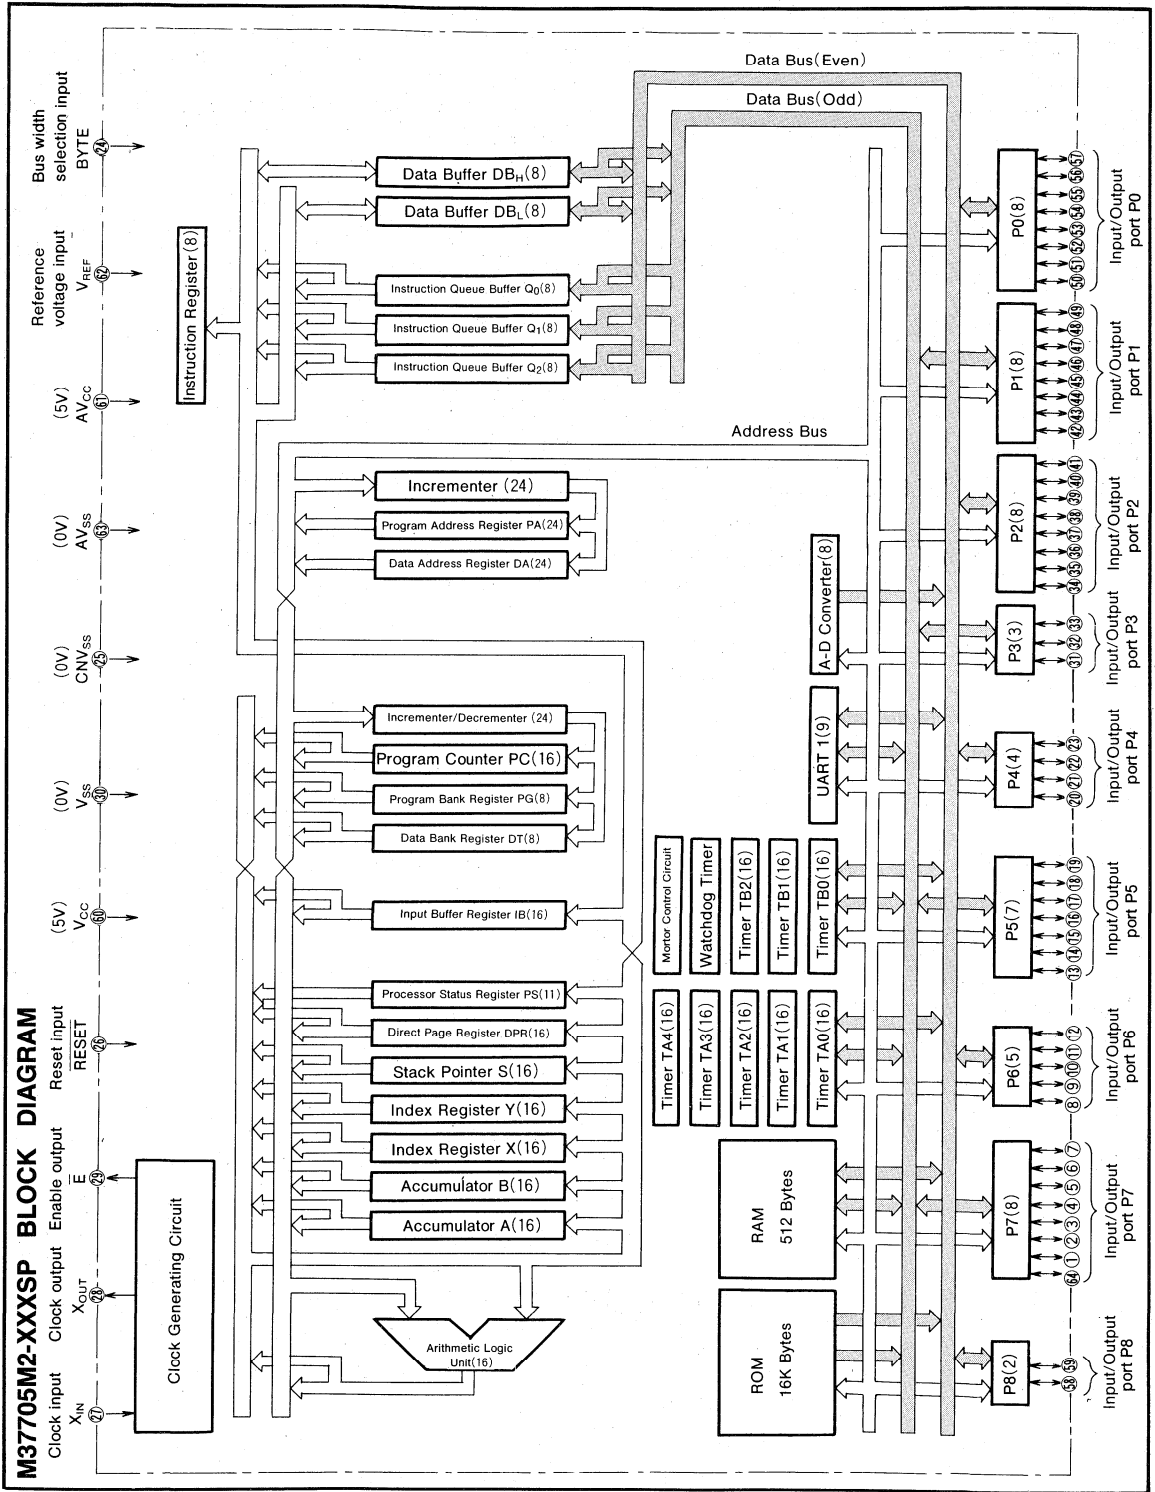 M37705M2-XXXSP BLOCK DIAGRAM
Clock input
XIN
27
Clock output
XOUT
28
Enable output
E
29
Reset input
RESET
26
(5V)
VCC
60
(0V)
VSS
30
(0V)
CNVSS
25
(0V)
AVSS
63
(5V)
AVCC
61
Reference
voltage input
VREF
62
Bus width
selection input
BYTE
24
Clock Generating Circuit
Instruction Register(8)
Data Bus(Even)
Data Bus(Odd)
Data Buffer DBH(8)
Data Buffer DBL(8)
Instruction Queue Buffer Q0(8)
Instruction Queue Buffer Q1(8)
Instruction Queue Buffer Q2(8)
Address Bus
Incrementer (24)
Program Address Register PA(24)
Data Address Register DA(24)
Incrementer/Decrementer (24)
Program Counter PC(16)
Program Bank Register PG(8)
Data Bank Register DT(8)
Input Buffer Register IB(16)
Processor Status Register PS(11)
Direct Page Register DPR(16)
Stack Pointer S(16)
Index Register Y(16)
Index Register X(16)
Accumulator B(16)
Accumulator A(16)
Arithmetic Logic
Unit(16)
A-D Converter(8)
UART 1(9)
Mortor Control Circuit
Watchdog Timer
Timer TB2(16)
Timer TB1(16)
Timer TB0(16)
Timer TA4(16)
Timer TA3(16)
Timer TA2(16)
Timer TA1(16)
Timer TA0(16)
RAM
512 Bytes
ROM
16K Bytes
P0(8)
50 51 52 53 54 55 56 57
Input/Output
port P0
P1(8)
42 43 44 45 46 47 48 49
Input/Output
port P1
P2(8)
34 35 36 37 38 39 40 41
Input/Output
port P2
P3(3)
31 32 33
Input/Output
port P3
P4(4)
20 21 22 23
Input/Output
port P4
P5(7)
13 14 15 16 17 18 19
Input/Output
port P5
P6(5)
8 9 10 11 12
Input/Output
port P6
P7(8)
64 1 2 3 4 5 6 7
Input/Output
port P7
P8(2)
58 59
Input/Output
port P8